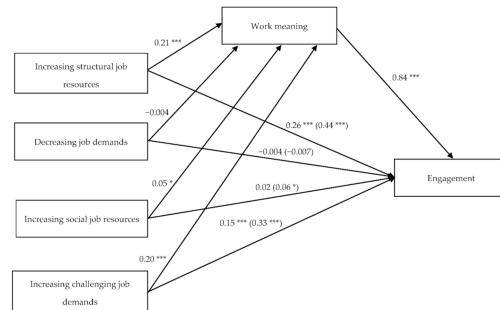 Work meaning
0.21 ***
Increasing structural job
resources
0.84 ***
−0.004
0.26 *** (0.44 ***)
Decreasing job demands
−0.004 (−0.007)
Engagement
0.05 *
0.02 (0.06 *)
Increasing social job resources
0.15 *** (0.33 ***)
0.20 ***
Increasing challenging job
demands